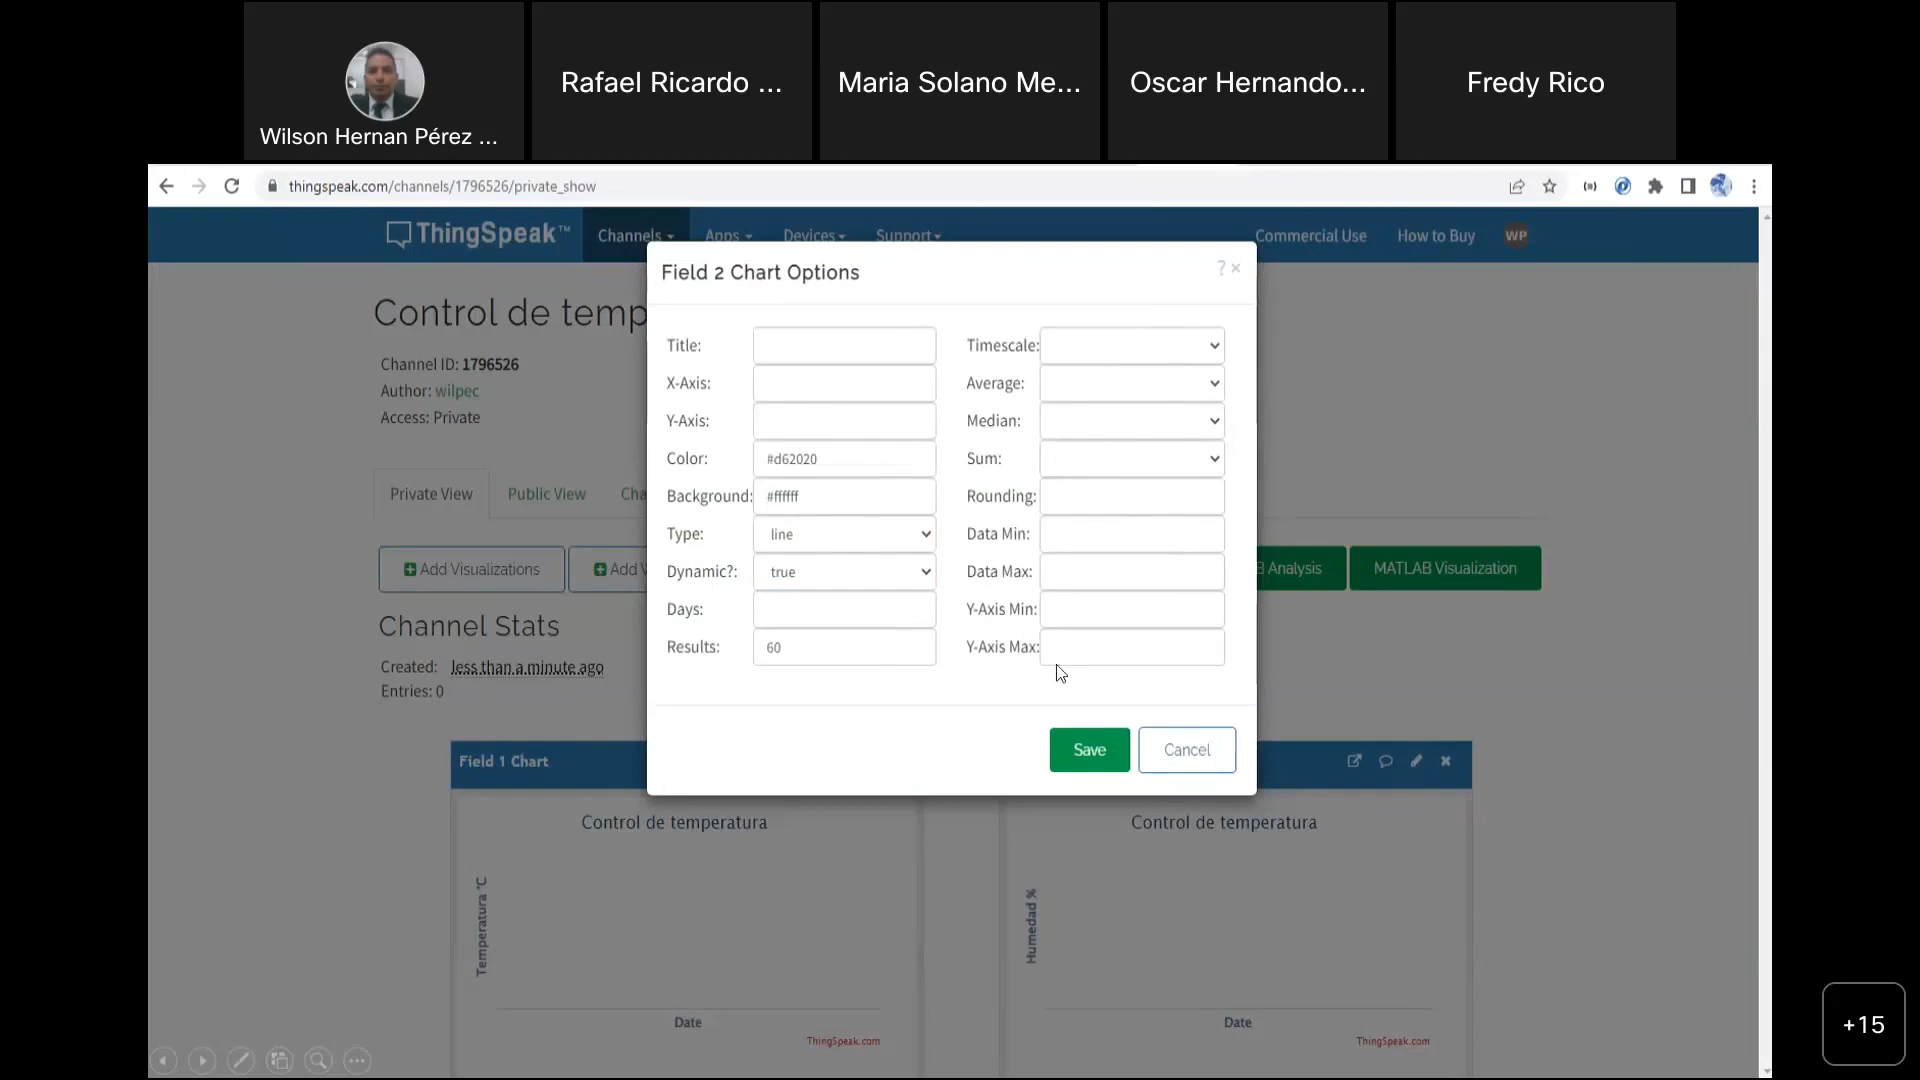 Wilson Hernan Pérez ...
Rafael Ricardo ...
Maria Solano Me...
Oscar Hernando...
Fredy Rico
thingspeak.com/channels/1796526/private_show
ThingSpeak™
Channels
Apps
Devices
Support
Commercial Use
How to Buy
WP
Control de temp
Channel ID: 1796526
Author: wilpec
Access: Private
Private View
Public View
Cha
Add Visualizations
Add W
B Analysis
MATLAB Visualization
Channel Stats
Created: less than a minute ago
Entries: 0
Field 2 Chart Options
? ×
Title:
Timescale:
X-Axis:
Average:
Y-Axis:
Median:
Color: #d62020
Sum:
Background: #ffffff
Rounding:
Type: line
Data Min:
Dynamic?: true
Data Max:
Days:
Y-Axis Min:
Results: 60
Y-Axis Max:
Save
Cancel
Field 1 Chart
Control de temperatura
Temperatura °C
Date
ThingSpeak.com
Control de temperatura
Humedad %
Date
ThingSpeak.com
+15